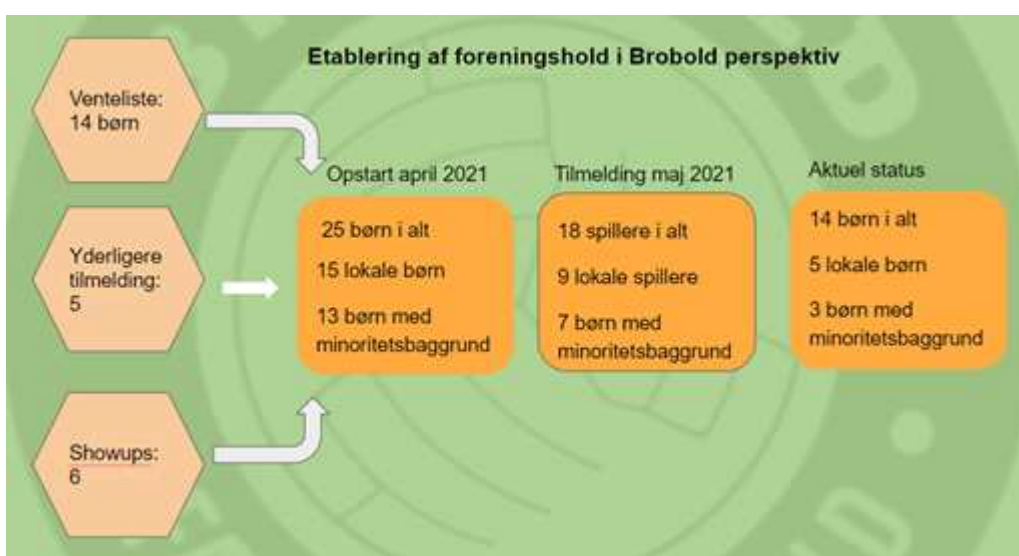 Etablering af foreningshold i Brobold perspektiv
Venteliste:
14 børn
Yderligere
tilmelding:
5
Showups:
6
Opstart april 2021
25 børn i alt
15 lokale børn
13 børn med
minoritetsbaggrund
Tilmelding maj 2021
18 spillere i alt
9 lokale spillere
7 børn med
minoritetsbaggrund
Aktuel status
14 børn i alt
5 lokale børn
3 børn med
minoritetsbaggrund